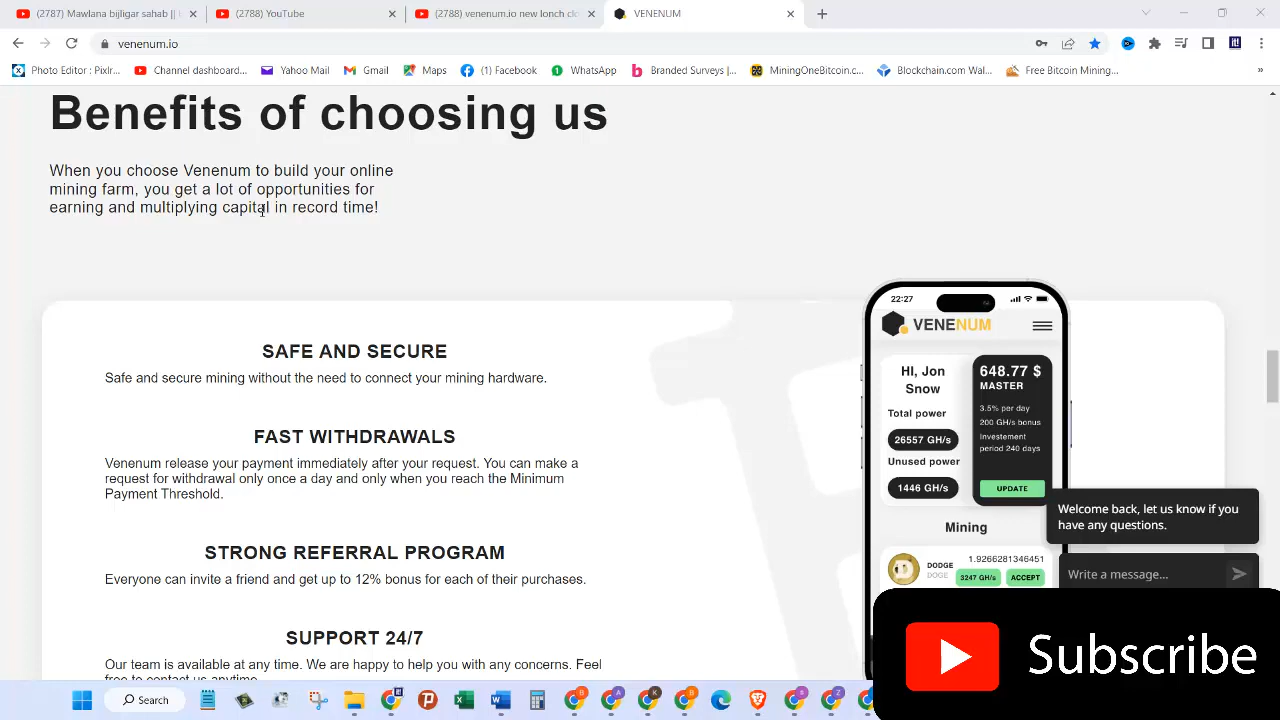 (2787) Mawlana bijligar sahab ||
(2788) YouTube
(2788) venenum.io new lonch clo
VENENUM
venenum.io
Photo Editor : Pixlr...
Channel dashboard...
Yahoo Mail
Gmail
Maps
(1) Facebook
WhatsApp
Branded Surveys |...
MiningOneBitcoin.c...
Blockchain.com Wal...
Free Bitcoin Mining...
»
Benefits of choosing us
When you choose Venenum to build your online
mining farm, you get a lot of opportunities for
earning and multiplying capital in record time!
SAFE AND SECURE
Safe and secure mining without the need to connect your mining hardware.
FAST WITHDRAWALS
Venenum release your payment immediately after your request. You can make a
request for withdrawal only once a day and only when you reach the Minimum
Payment Threshold.
STRONG REFERRAL PROGRAM
Everyone can invite a friend and get up to 12% bonus for each of their purchases.
SUPPORT 24/7
Our team is available at any time. We are happy to help you with any concerns. Feel
free to contact us anytime.
22:27
VENENUM
HI, Jon
Snow
Total power
26557 GH/s
Unused power
1446 GH/s
648.77 $
MASTER
3.5% per day
200 GH/s bonus
Investement
period 240 days
UPDATE
Mining
DODGE
DOGE
1.9266281346451
3247 GH/s
ACCEPT
Welcome back, let us know if you
have any questions.
Write a message...
Subscribe
Search